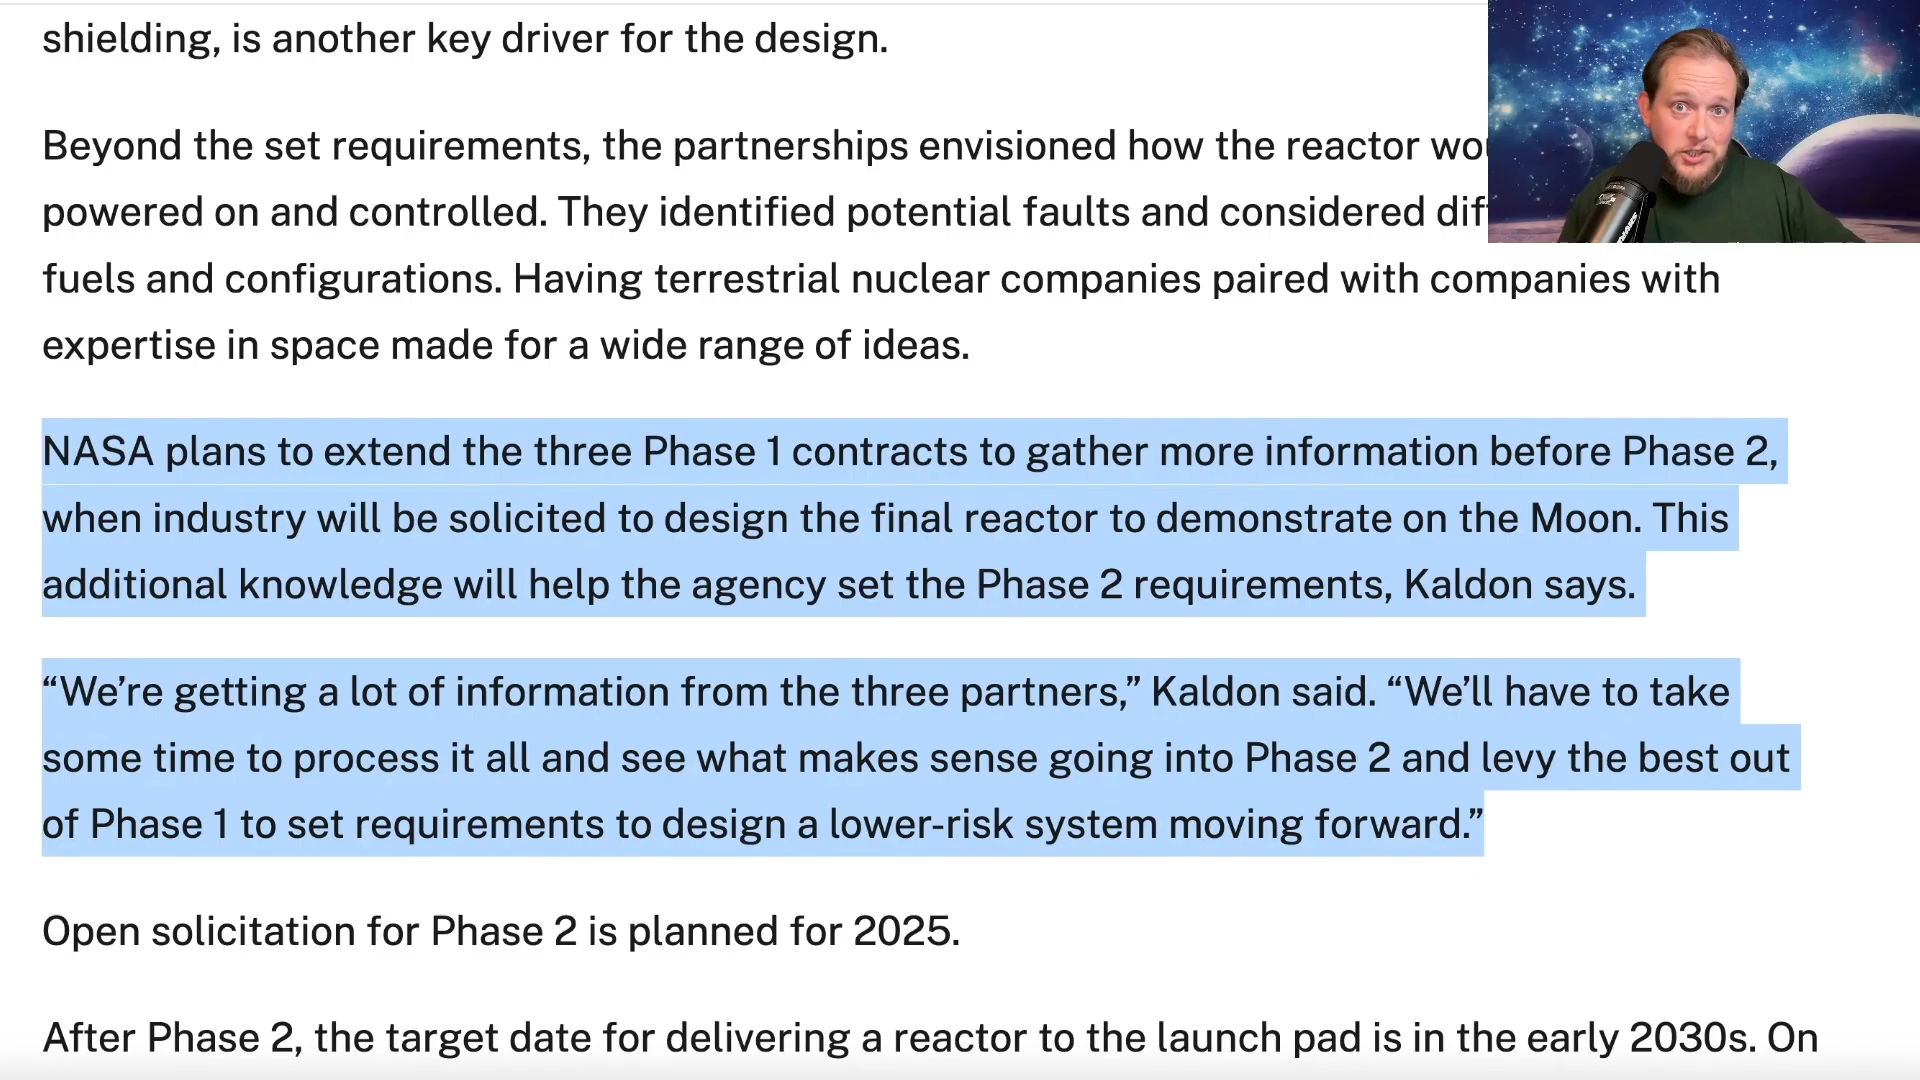 shielding, is another key driver for the design.
Beyond the set requirements, the partnerships envisioned how the reactor
powered on and controlled. They identified potential faults and considered
fuels and configurations. Having terrestrial nuclear companies paired with companies with
expertise in space made for a wide range of ideas.
NASA plans to extend the three Phase 1 contracts to gather more information before Phase 2,
when industry will be solicited to design the final reactor to demonstrate on the Moon. This
additional knowledge will help the agency set the Phase 2 requirements, Kaldon says.
“We’re getting a lot of information from the three partners,” Kaldon said. “We’ll have to take
some time to process it all and see what makes sense going into Phase 2 and levy the best out
of Phase 1 to set requirements to design a lower-risk system moving forward.”
Open solicitation for Phase 2 is planned for 2025.
After Phase 2, the target date for delivering a reactor to the launch pad is in the early 2030s. On